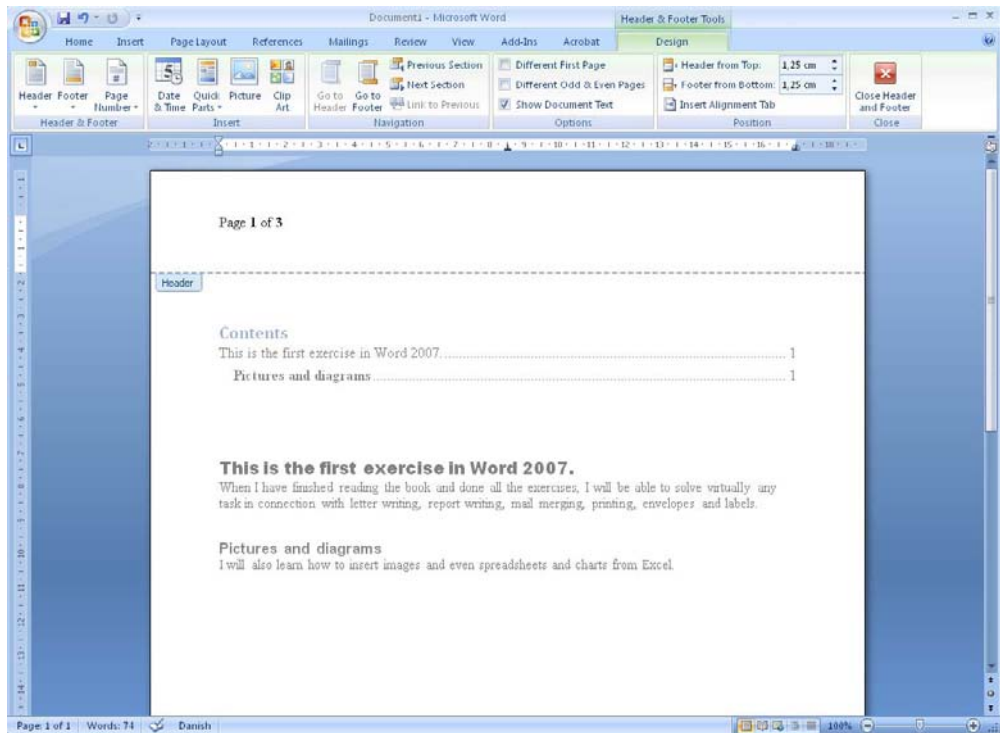 Document1 - Microsoft Word
Header & Footer Tools
Home Insert Page Layout References Mailings Review View Add-Ins Acrobat Design
Header Footer Page Number
Header & Footer
Date & Time Quick Parts Picture Clip Art
Insert
Go to Header Go to Footer
Previous Section
Next Section
Link to Previous
Navigation
Different First Page
Different Odd & Even Pages
Show Document Text
Options
Header from Top: 1,25 cm
Footer from Bottom: 1,25 cm
Insert Alignment Tab
Position
Close Header and Footer
Close
Page 1 of 3
Header
Contents
This is the first exercise in Word 2007. 1
Pictures and diagrams 1
This is the first exercise in Word 2007.
When I have finished reading the book and done all the exercises, I will be able to solve virtually any
task in connection with letter writing, report writing, mail merging, printing, envelopes and labels.
Pictures and diagrams
I will also learn how to insert images and even spreadsheets and charts from Excel.
Page: 1 of 1 Words: 74 Danish 100%